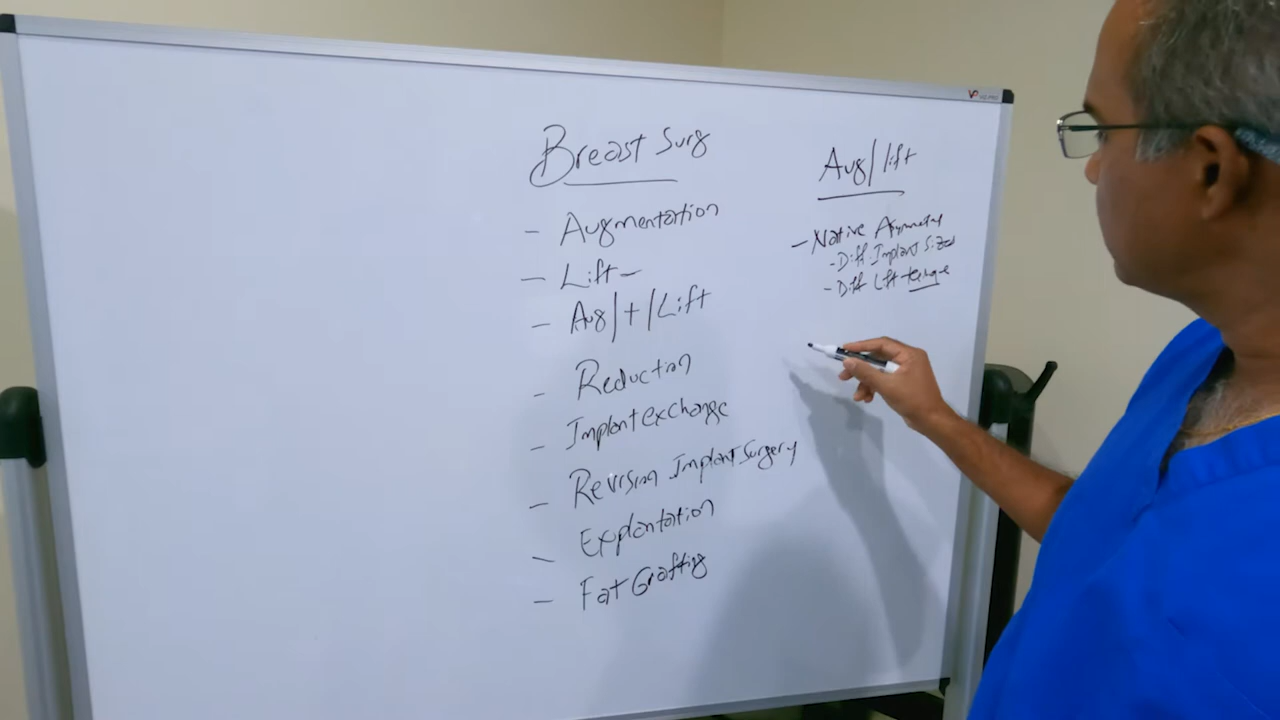 Breast Surg
- Augmentation
- Lift -
- Aug/+/Lift
- Reduction
- Implant exchange
- Revision Implant Surgery
- Explantation
- Fat Grafting
Aug/lift
- Native Asymmetry
- Diff Implant Sizes
- Diff Lift